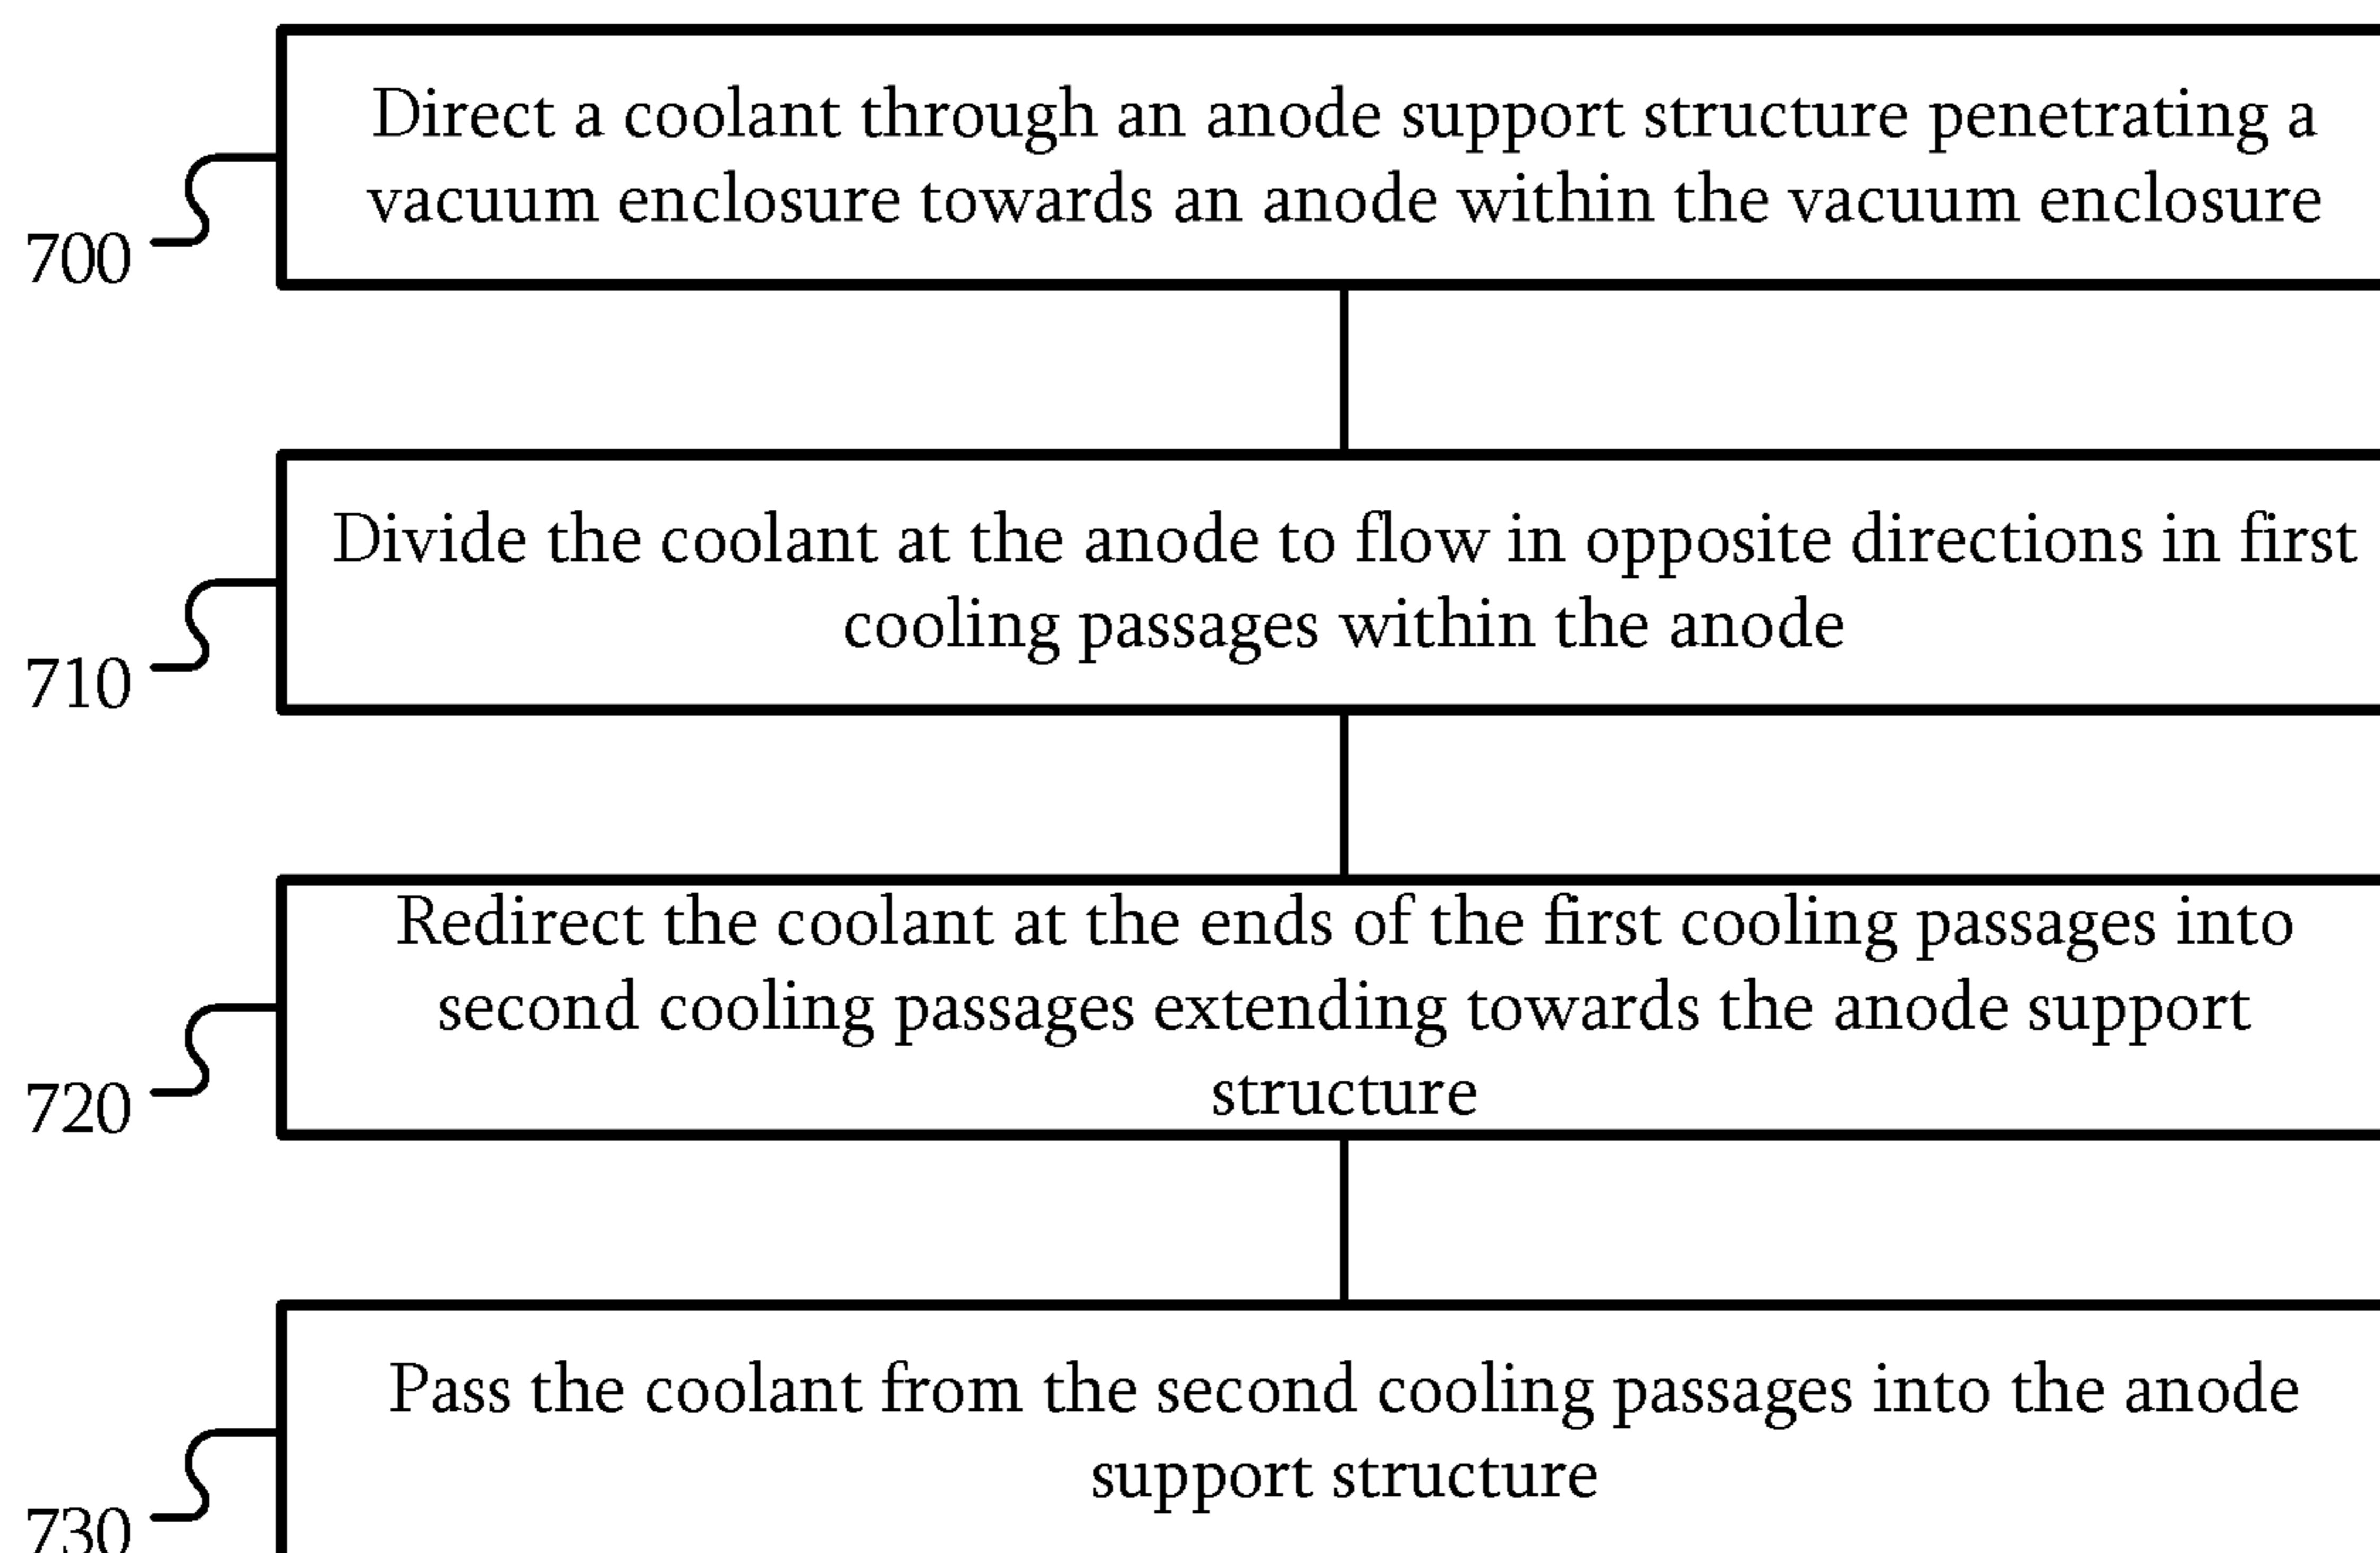 Direct a coolant through an anode support structure penetrating a
vacuum enclosure towards an anode within the vacuum enclosure
700
Divide the coolant at the anode to flow in opposite directions in first
cooling passages within the anode
710
Redirect the coolant at the ends of the first cooling passages into
second cooling passages extending towards the anode support
structure
720
Pass the coolant from the second cooling passages into the anode
support structure
730